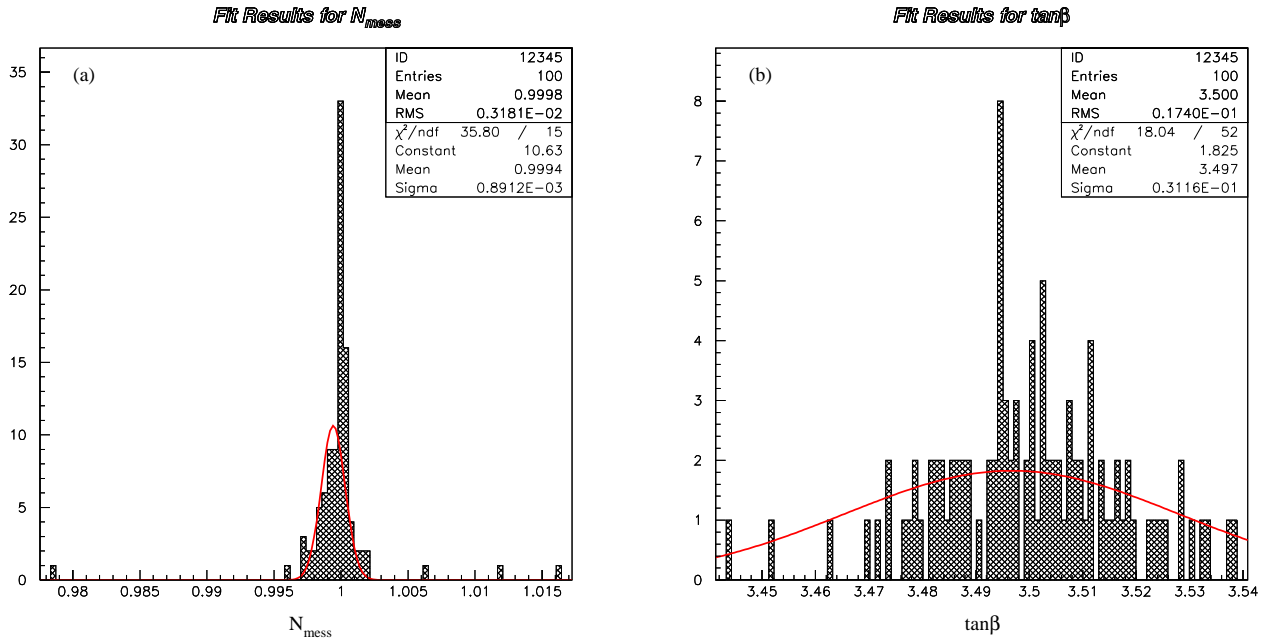 Fit Results for N_mess
(a)
ID 12345
Entries 100
Mean 0.9998
RMS 0.3181E-02
χ²/ndf 35.80 / 15
Constant 10.63
Mean 0.9994
Sigma 0.8912E-03
35
30
25
20
15
10
5
0
0.98 0.985 0.99 0.995 1 1.005 1.01 1.015
N_mess
Fit Results for tanβ
(b)
ID 12345
Entries 100
Mean 3.500
RMS 0.1740E-01
χ²/ndf 18.04 / 52
Constant 1.825
Mean 3.497
Sigma 0.3116E-01
8
7
6
5
4
3
2
1
0
3.45 3.46 3.47 3.48 3.49 3.5 3.51 3.52 3.53 3.54
tanβ